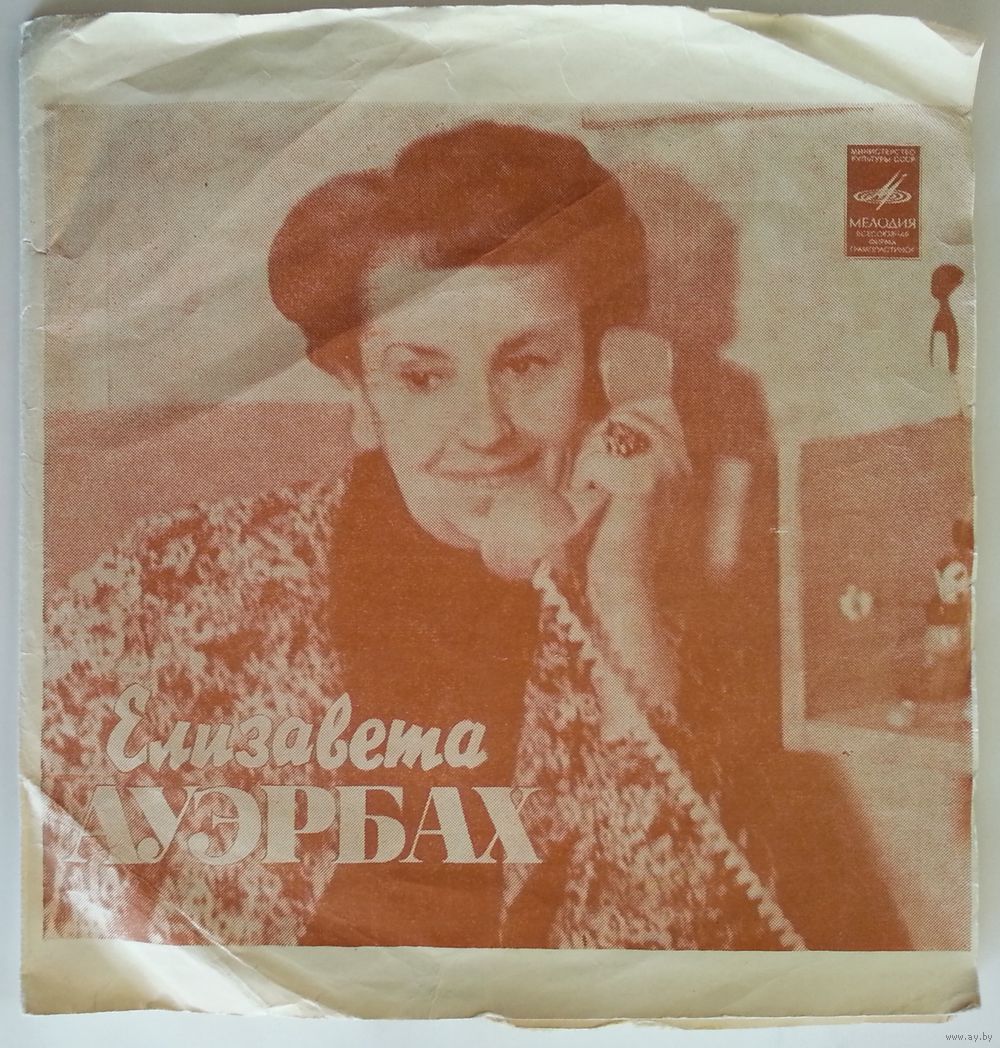 МИНИСТЕРСТВО
КУЛЬТУРЫ СССР
МЕЛОДИЯ
ВСЕСОЮЗНАЯ
ФИРМА
ГРАМПЛАСТИНОК
Елизавета
АУЭРБАХ
www.ay.by